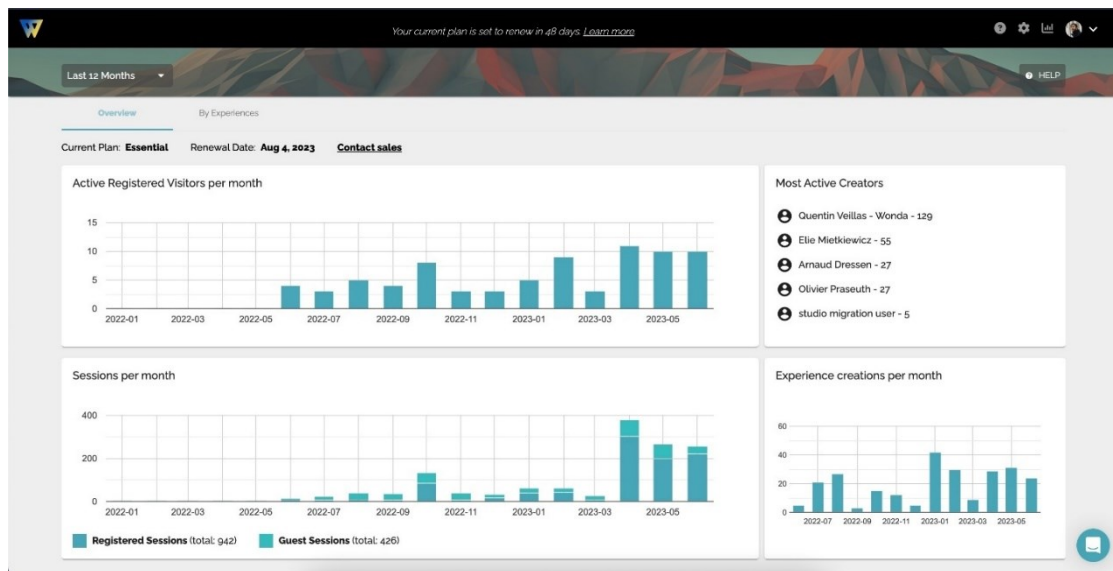 Your current plan is set to renew in 48 days. Learn more
Last 12 Months
HELP
Overview
By Experiences
Current Plan: Essential
Renewal Date: Aug 4, 2023
Contact sales
Active Registered Visitors per month
15
10
5
0
2022-01 2022-03 2022-05 2022-07 2022-09 2022-11 2023-01 2023-03 2023-05
Most Active Creators
Quentin Veillas - Wonda - 129
Elie Mietkiewicz - 55
Arnaud Dressen - 27
Olivier Praseuth - 27
studio migration user - 5
Sessions per month
400
200
0
2022-01 2022-03 2022-05 2022-07 2022-09 2022-11 2023-01 2023-03 2023-05
Registered Sessions (total: 942)
Guest Sessions (total: 426)
Experience creations per month
60
40
20
0
2022-07 2022-09 2022-11 2023-01 2023-03 2023-05